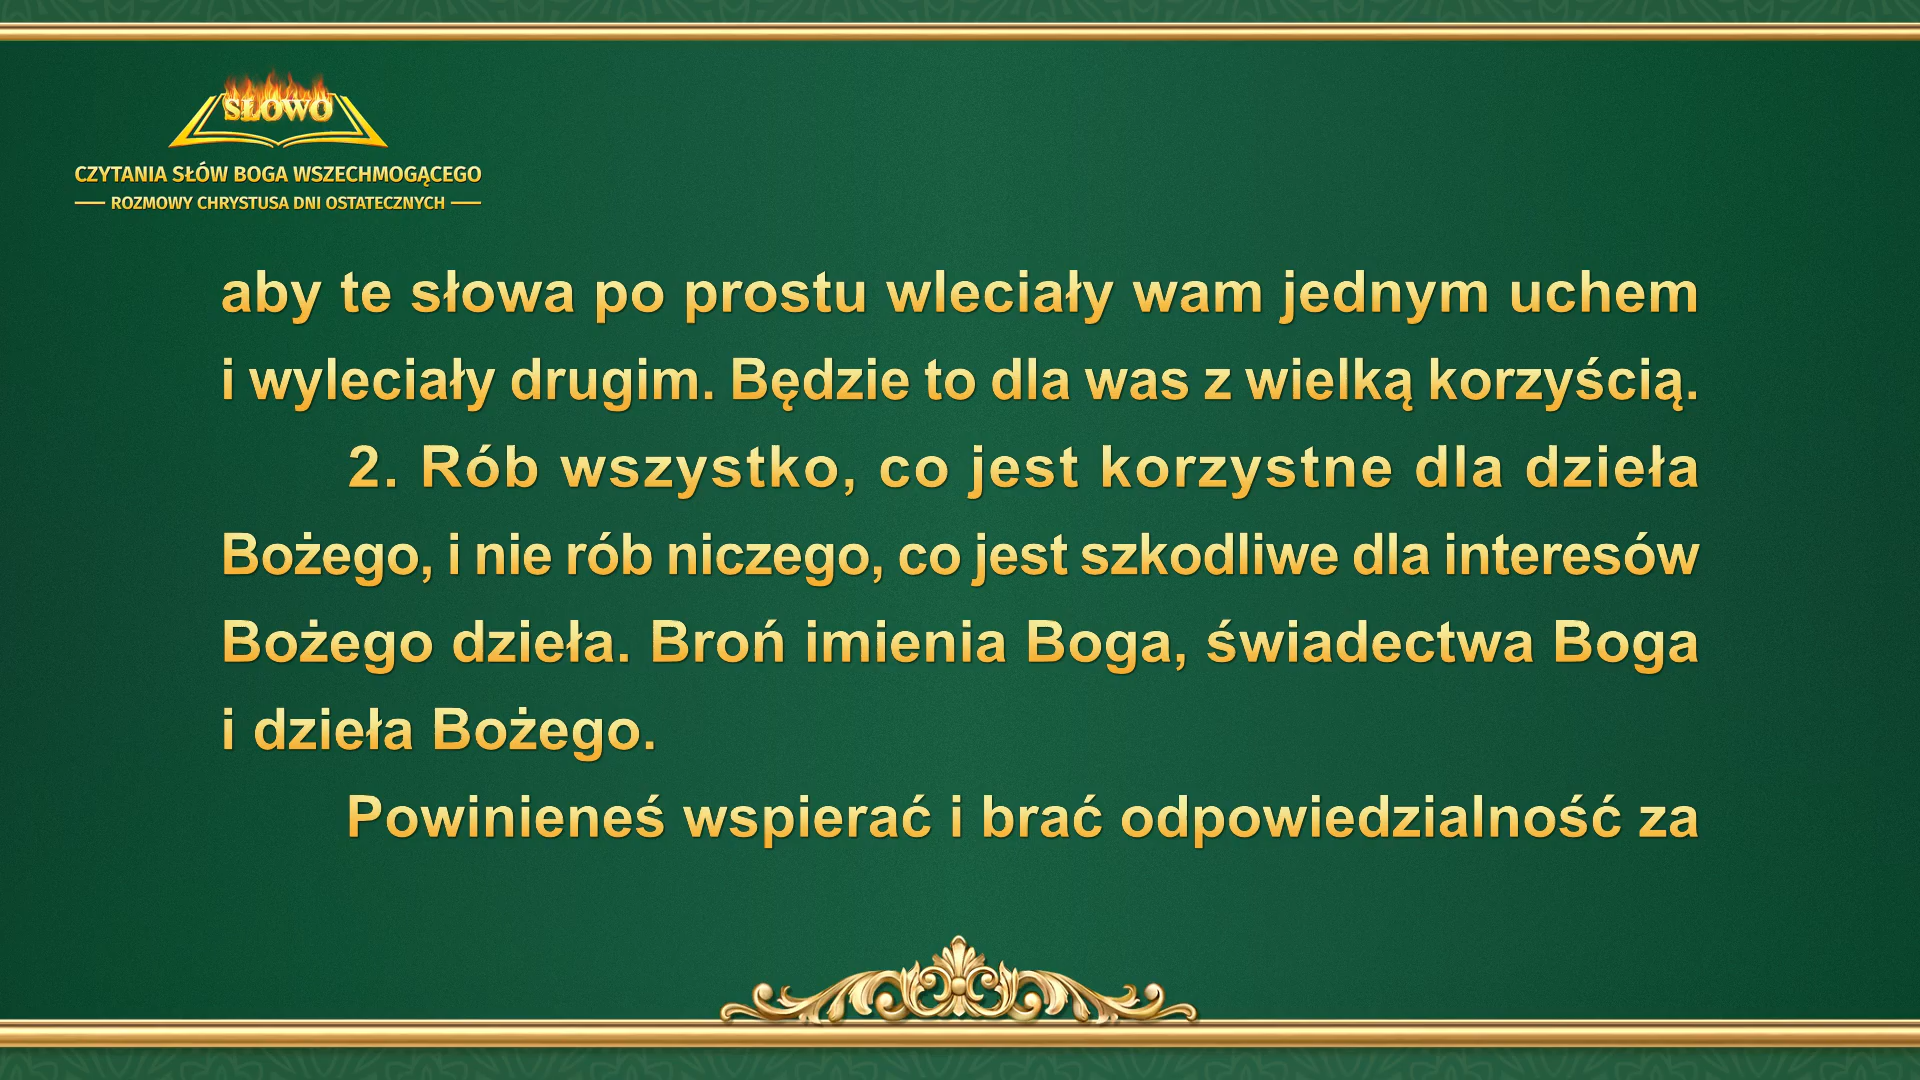 SŁOWO
CZYTANIA SŁÓW BOGA WSZECHMOGĄCEGO
ROZMOWY CHRYSTUSA DNI OSTATECZNYCH
aby te słowa po prostu wleciały wam jednym uchem
i wyleciały drugim. Będzie to dla was z wielką korzyścią.
2. Rób wszystko, co jest korzystne dla dzieła
Bożego, i nie rób niczego, co jest szkodliwe dla interesów
Bożego dzieła. Broń imienia Boga, świadectwa Boga
i dzieła Bożego.
Powinieneś wspierać i brać odpowiedzialność za